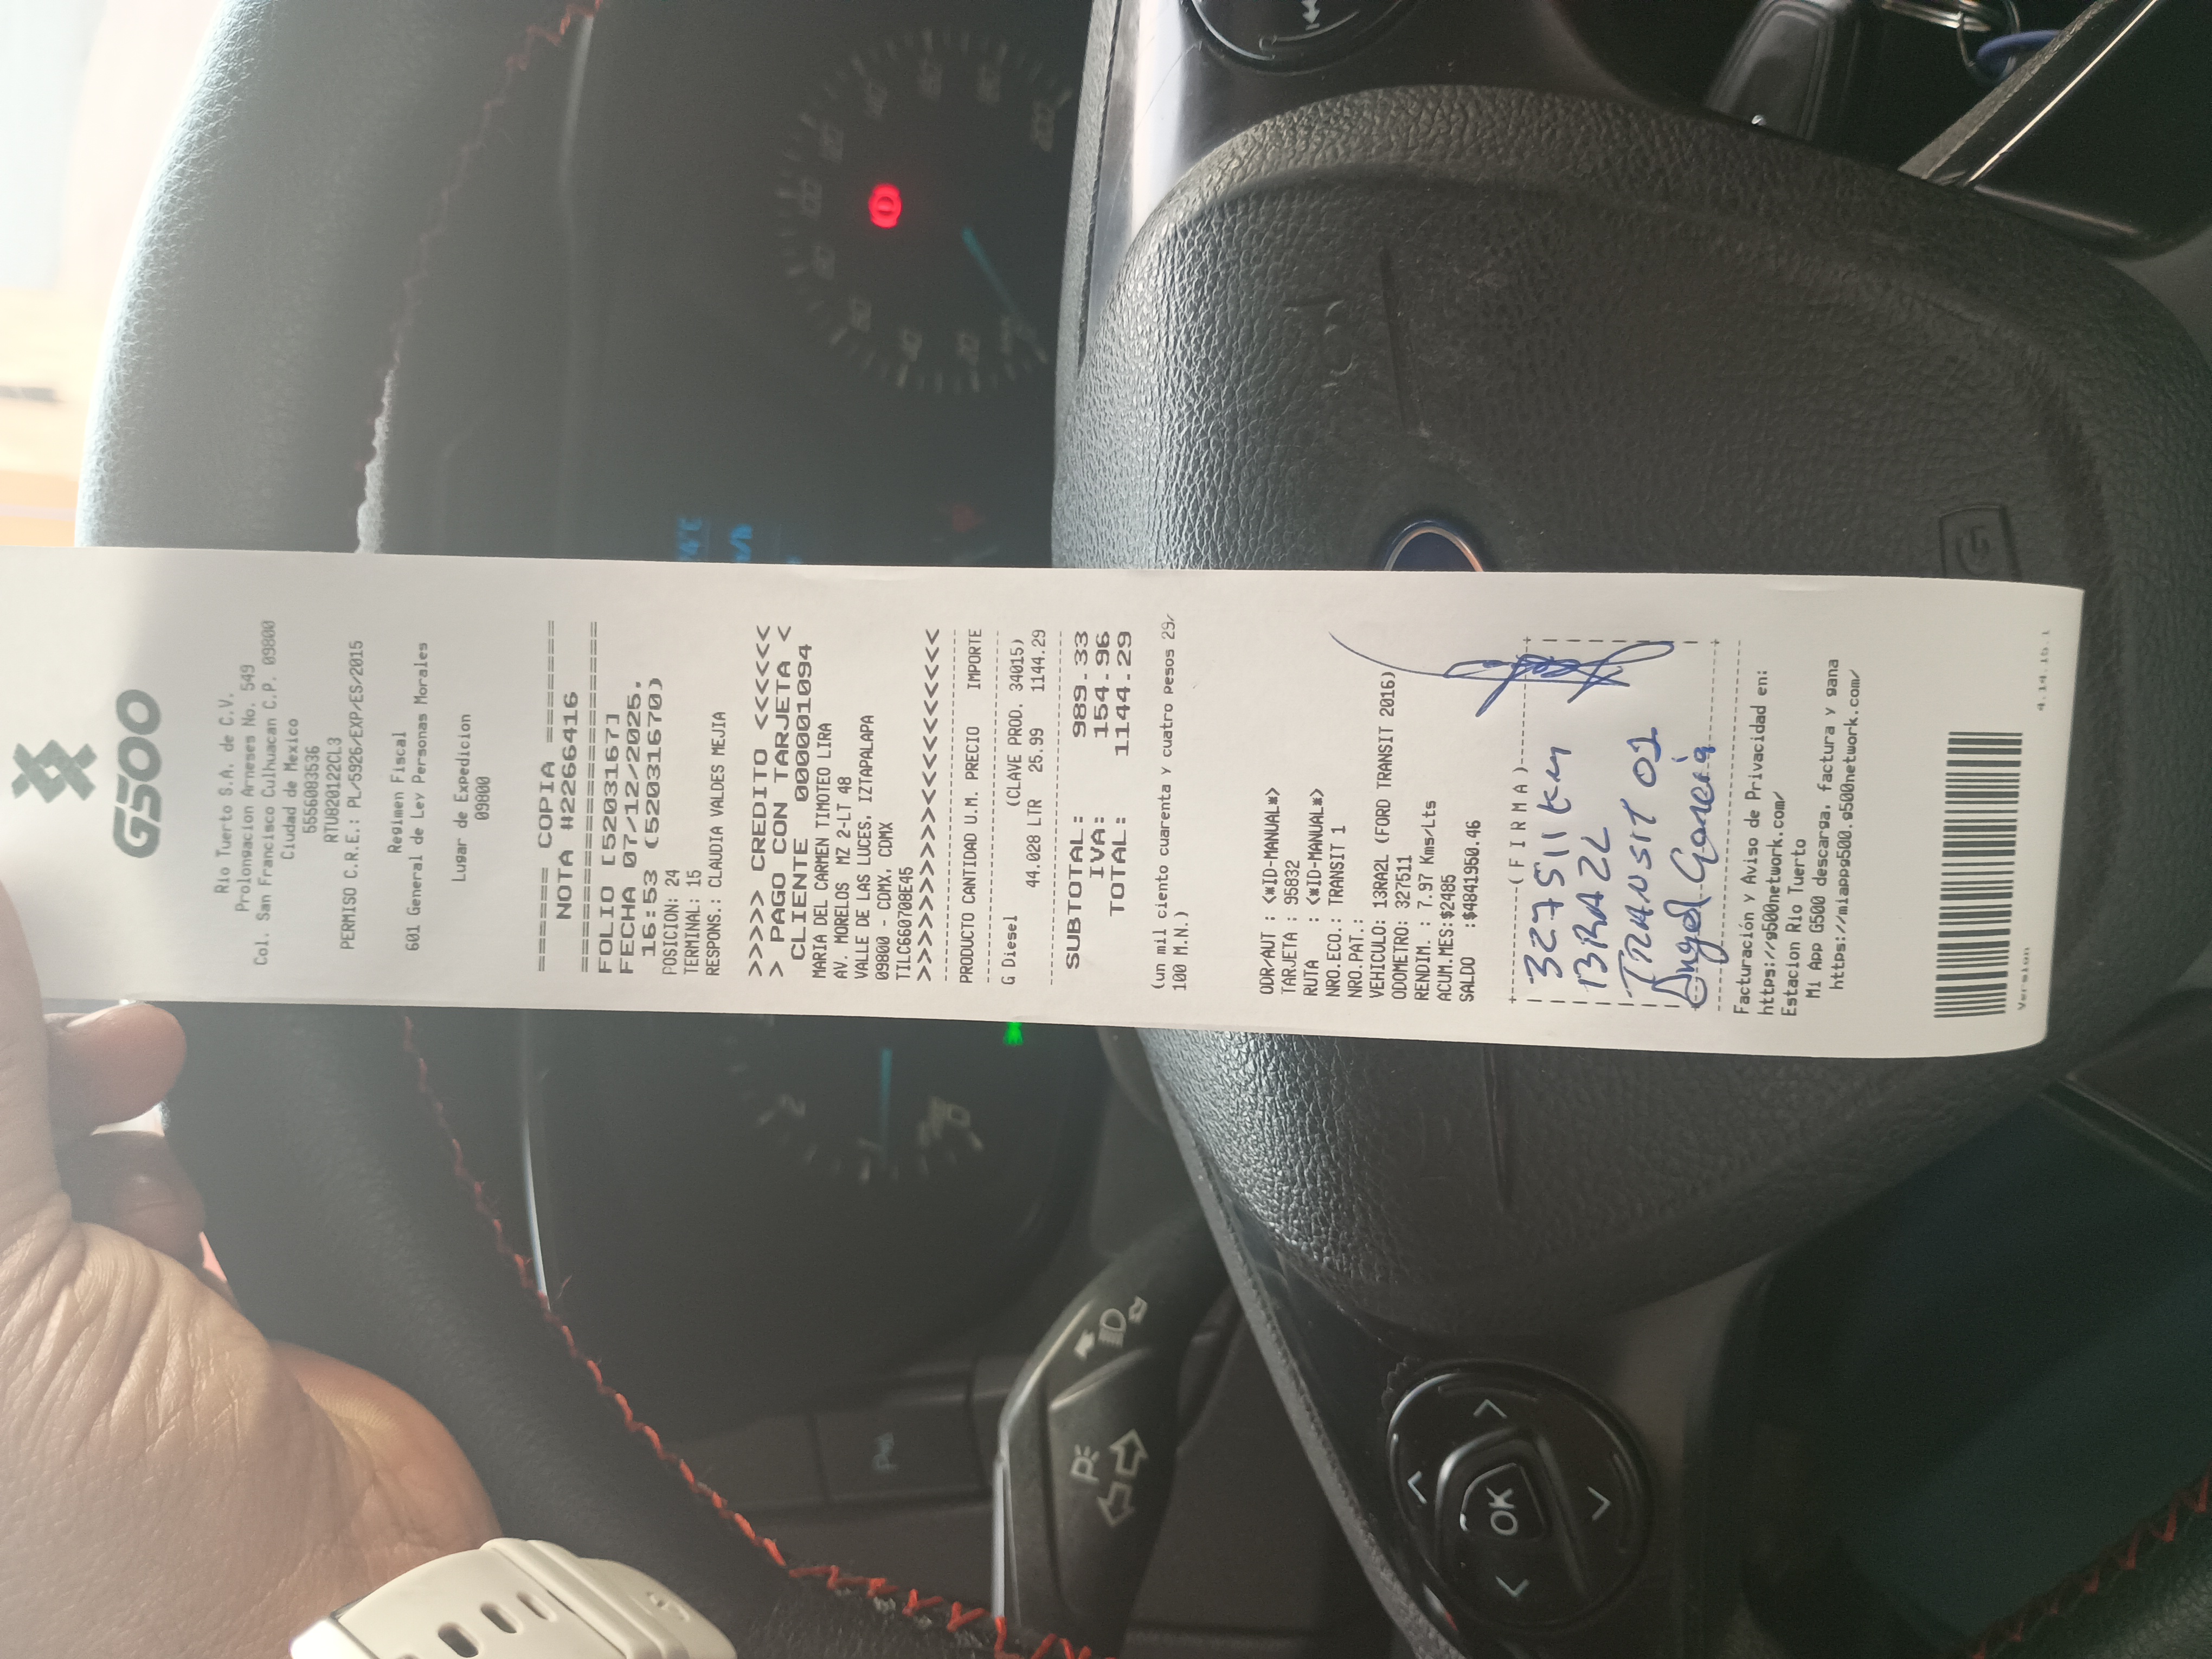 G500
Rio Tuerto S.A. de C.V.
Prolongacion Arneses No. 549
Col. San Francisco Culhuacan C.P. 09800
Ciudad de Mexico
5556083536
RTU820122CL3
PERMISO C.R.E.: PL/5926/EXP/ES/2015
Regimen Fiscal
601 General de Ley Personas Morales
Lugar de Expedicion
09800
====== COPIA ======
NOTA #2266416
FOLIO [5203167]
FECHA 07/12/2025,
16:53 (52031670)
POSICION: 24
TERMINAL: 15
RESPONS.: CLAUDIA VALDES MEJIA
>>>>> CREDITO <<<<<
> PAGO CON TARJETA <
CLIENTE 0000001094
MARIA DEL CARMEN TIMOTEO LIRA
AV. MORELOS MZ 2-LT 48
VALLE DE LAS LUCES, IZTAPALAPA
09800 - CDMX, CDMX
TILC660708E45
>>>>>>>>>>><<<<<<<<<<<
PRODUCTO CANTIDAD U.M. PRECIO IMPORTE
G Diesel (CLAVE PROD. 34015)
44.028 LTR 25.99 1144.29
SUBTOTAL: 989.33
IVA: 154.96
TOTAL: 1144.29
(un mil ciento cuarenta y cuatro pesos 29/
100 M.N.)
ODR/AUT : <*ID-MANUAL*>
TARJETA : 95832
RUTA : <*ID-MANUAL*>
NRO.ECO.: TRANSIT 1
NRO.PAT.:
VEHICULO: 13RA2L (FORD TRANSIT 2016)
ODOMETRO: 327511
RENDIM. : 7.97 Kms/Lts
ACUM.MES:$2485
SALDO :$4841950.46
(FIRMA)
327511 Km
13RA2L
TRANSIT 01
Angel Garcia
Facturación y Aviso de Privacidad en:
https://g500network.com/
Estacion Rio Tuerto
Mi App G500 descarga, factura y gana
https://miappg500.g500network.com/
Version 4.14.15.1
OK